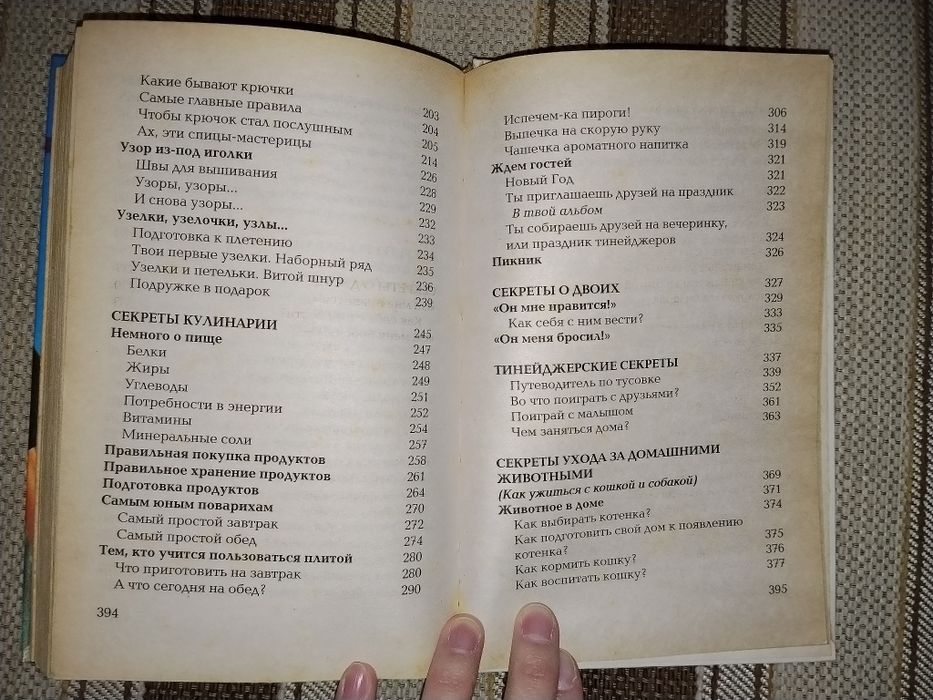 Какие бывают крючки 203
Самые главные правила 204
Чтобы крючок стал послушным 205
Ах, эти спицы-мастерицы 214
Узор из-под иголки 226
Швы для вышивания 228
Узоры, узоры... 229
И снова узоры... 232
Узелки, узелочки, узлы... 233
Подготовка к плетению 234
Твои первые узелки. Наборный ряд 235
Узелки и петельки. Витой шнур 236
Подружке в подарок 239
СЕКРЕТЫ КУЛИНАРИИ 245
Немного о пище 247
Белки 248
Жиры 249
Углеводы 251
Потребности в энергии 252
Витамины 254
Минеральные соли 257
Правильная покупка продуктов 258
Правильное хранение продуктов 261
Подготовка продуктов 264
Самым юным поварихам 270
Самый простой завтрак 272
Самый простой обед 274
Тем, кто учится пользоваться плитой 280
Что приготовить на завтрак 280
А что сегодня на обед? 290
394
Испечем-ка пироги! 306
Выпечка на скорую руку 314
Чашечка ароматного напитка 319
Ждем гостей 321
Новый Год 321
Ты приглашаешь друзей на праздник 322
В твой альбом 323
Ты собираешь друзей на вечеринку,
или праздник тинейджеров 324
Пикник 326
СЕКРЕТЫ О ДВОИХ 327
«Он мне нравится!» 329
Как себя с ним вести? 333
«Он меня бросил!» 335
ТИНЕЙДЖЕРСКИЕ СЕКРЕТЫ 337
Путеводитель по тусовке 339
Во что поиграть с друзьями? 352
Поиграй с малышом 361
Чем заняться дома? 363
СЕКРЕТЫ УХОДА ЗА ДОМАШНИМИ
ЖИВОТНЫМИ
(Как ужиться с кошкой и собакой) 369
Животное в доме 371
Как выбирать котенка? 374
Как подготовить свой дом к появлению
котенка? 375
Как кормить кошку? 376
Как воспитать кошку? 377
395